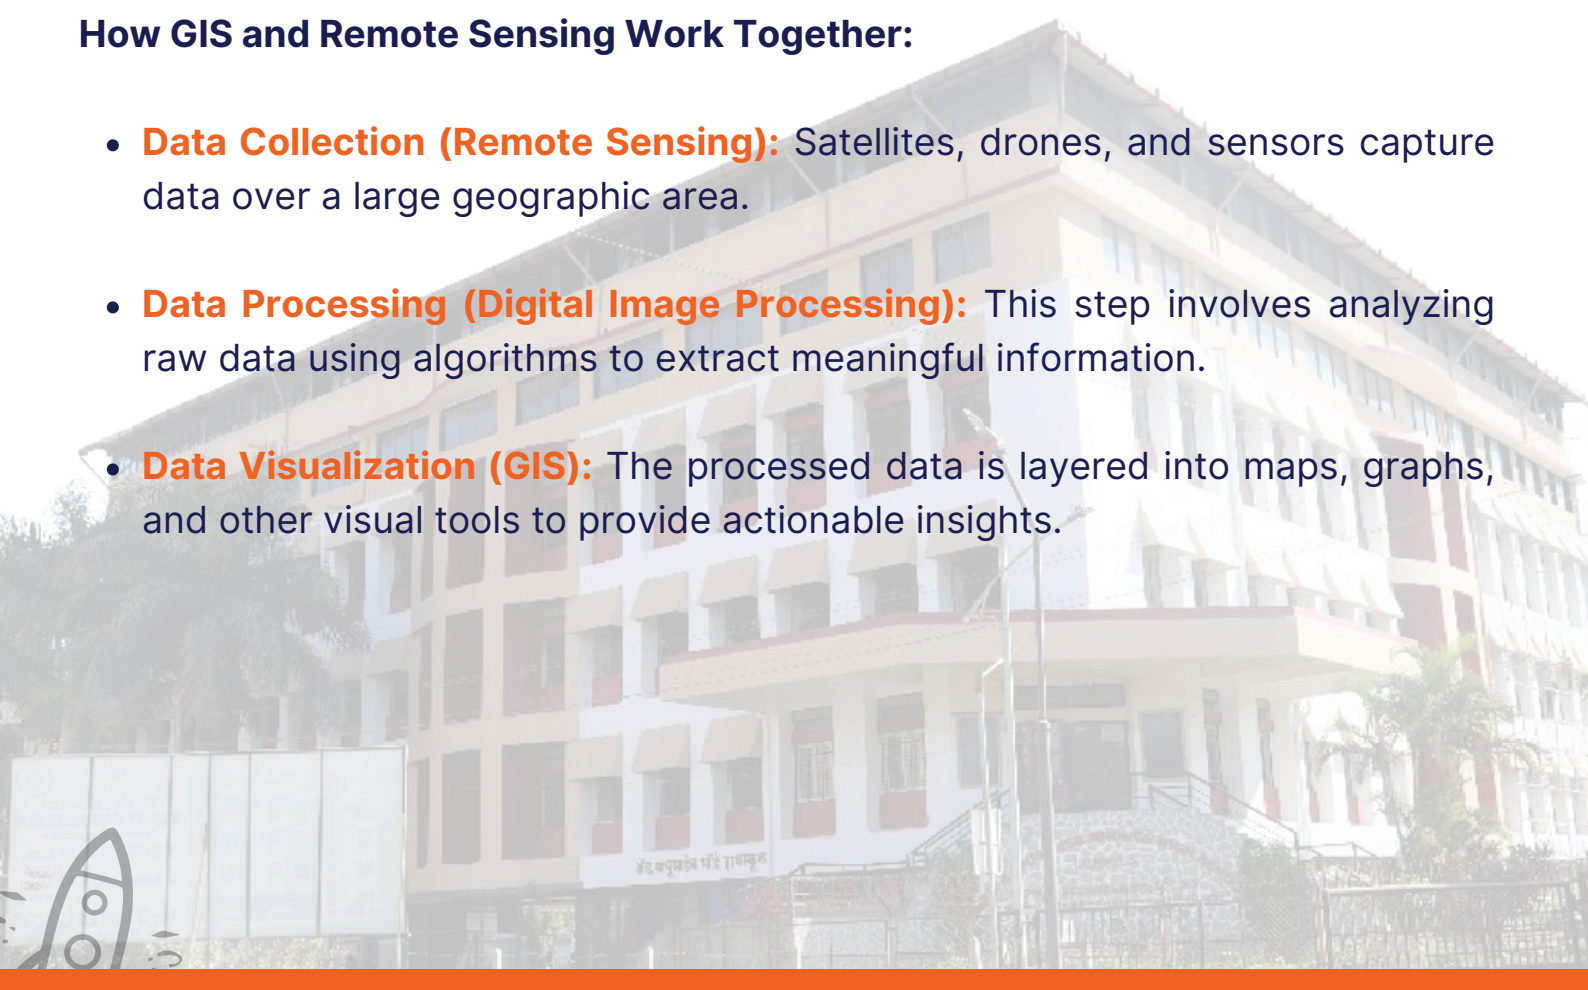 How GIS and Remote Sensing Work Together:
• Data Collection (Remote Sensing): Satellites, drones, and sensors capture
data over a large geographic area.
• Data Processing (Digital Image Processing): This step involves analyzing
raw data using algorithms to extract meaningful information.
• Data Visualization (GIS): The processed data is layered into maps, graphs,
and other visual tools to provide actionable insights.